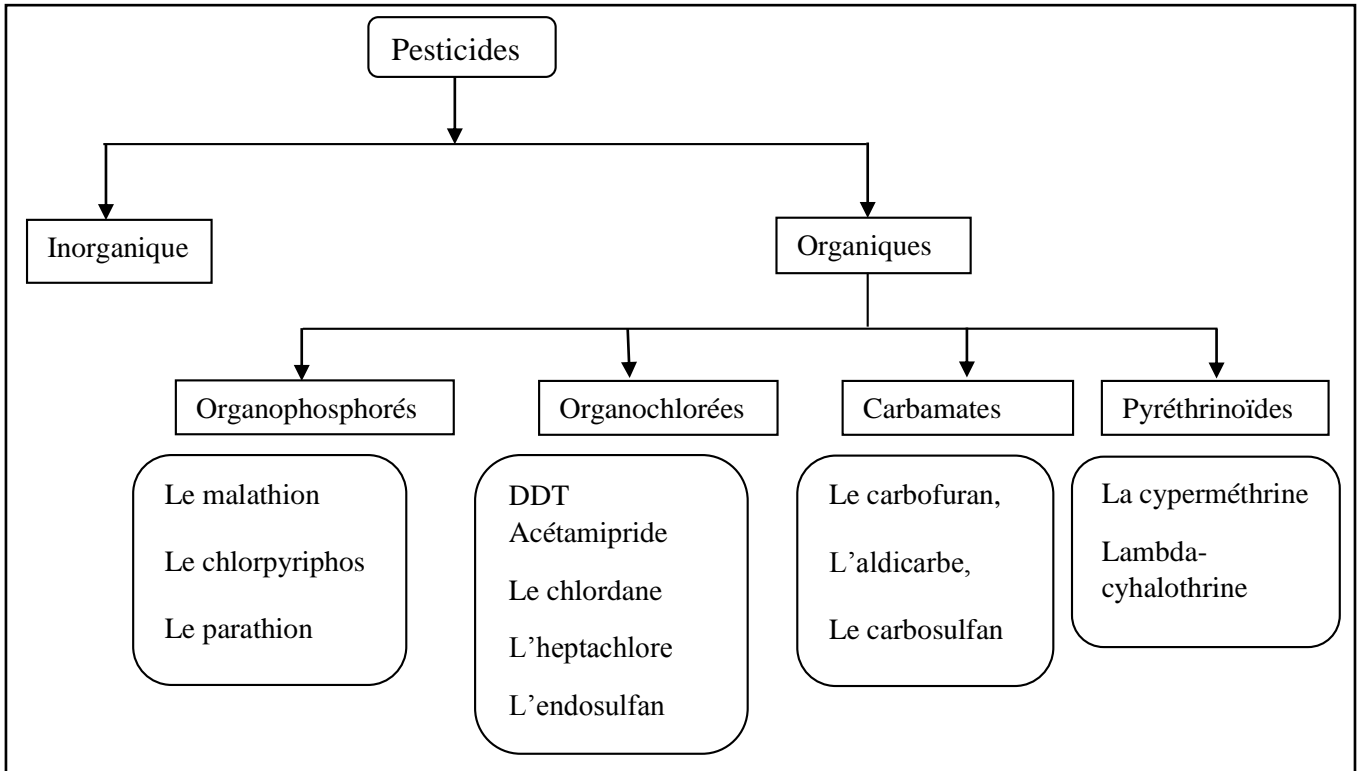 Pesticides
Inorganique
Organiques
Organophosphorés
Organochlorées
Carbamates
Pyréthrinoïdes
Le malathion
Le chlorpyriphos
Le parathion
DDT
Acétamipride
Le chlordane
L’heptachlore
L’endosulfan
Le carbofuran,
L’aldicarbe,
Le carbosulfan
La cyperméthrine
Lambda-
cyhalothrine